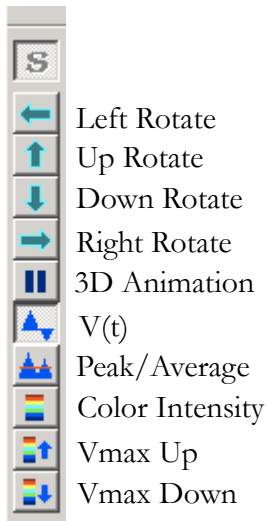 S
Left Rotate
Up Rotate
Down Rotate
Right Rotate
3D Animation
V(t)
Peak/Average
Color Intensity
Vmax Up
Vmax Down